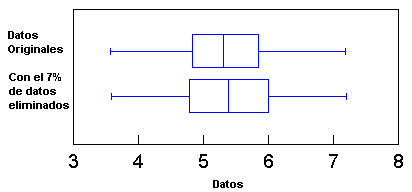 Datos
Originales
Con el 7%
de datos
eliminados
3 4 5 6 7 8
Datos